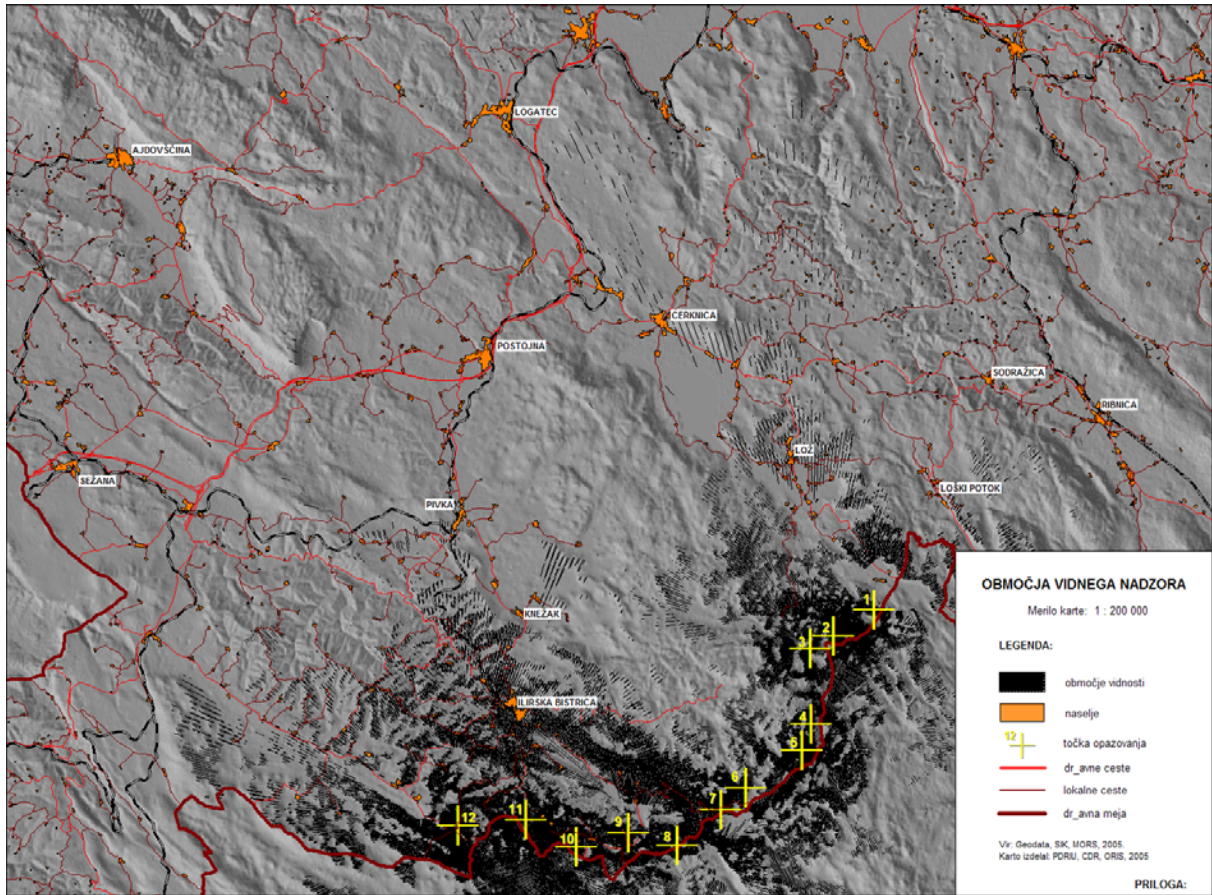 LOGATEC
AJDOVŠČINA
CERKNICA
POSTOJNA
SODRAŽICA
RIBNICA
LOŽ
SEŽANA
LOŠKI POTOK
PIVKA
KNEŽAK
ILIRSKA BISTRICA
1
2
3
4
5
6
7
8
9
10
11
12
OBMOČJA VIDNEGA NADZORA
Merilo karte: 1 : 200 000
LEGENDA:
območje vidnosti
naselje
12 točka opazovanja
dr_avne ceste
lokalne ceste
dr_avna meja
Vir: Geodata, SIK, MORS, 2005.
Karto izdelal: PDRIU, CDR, ORIS, 2005
PRILOGA: